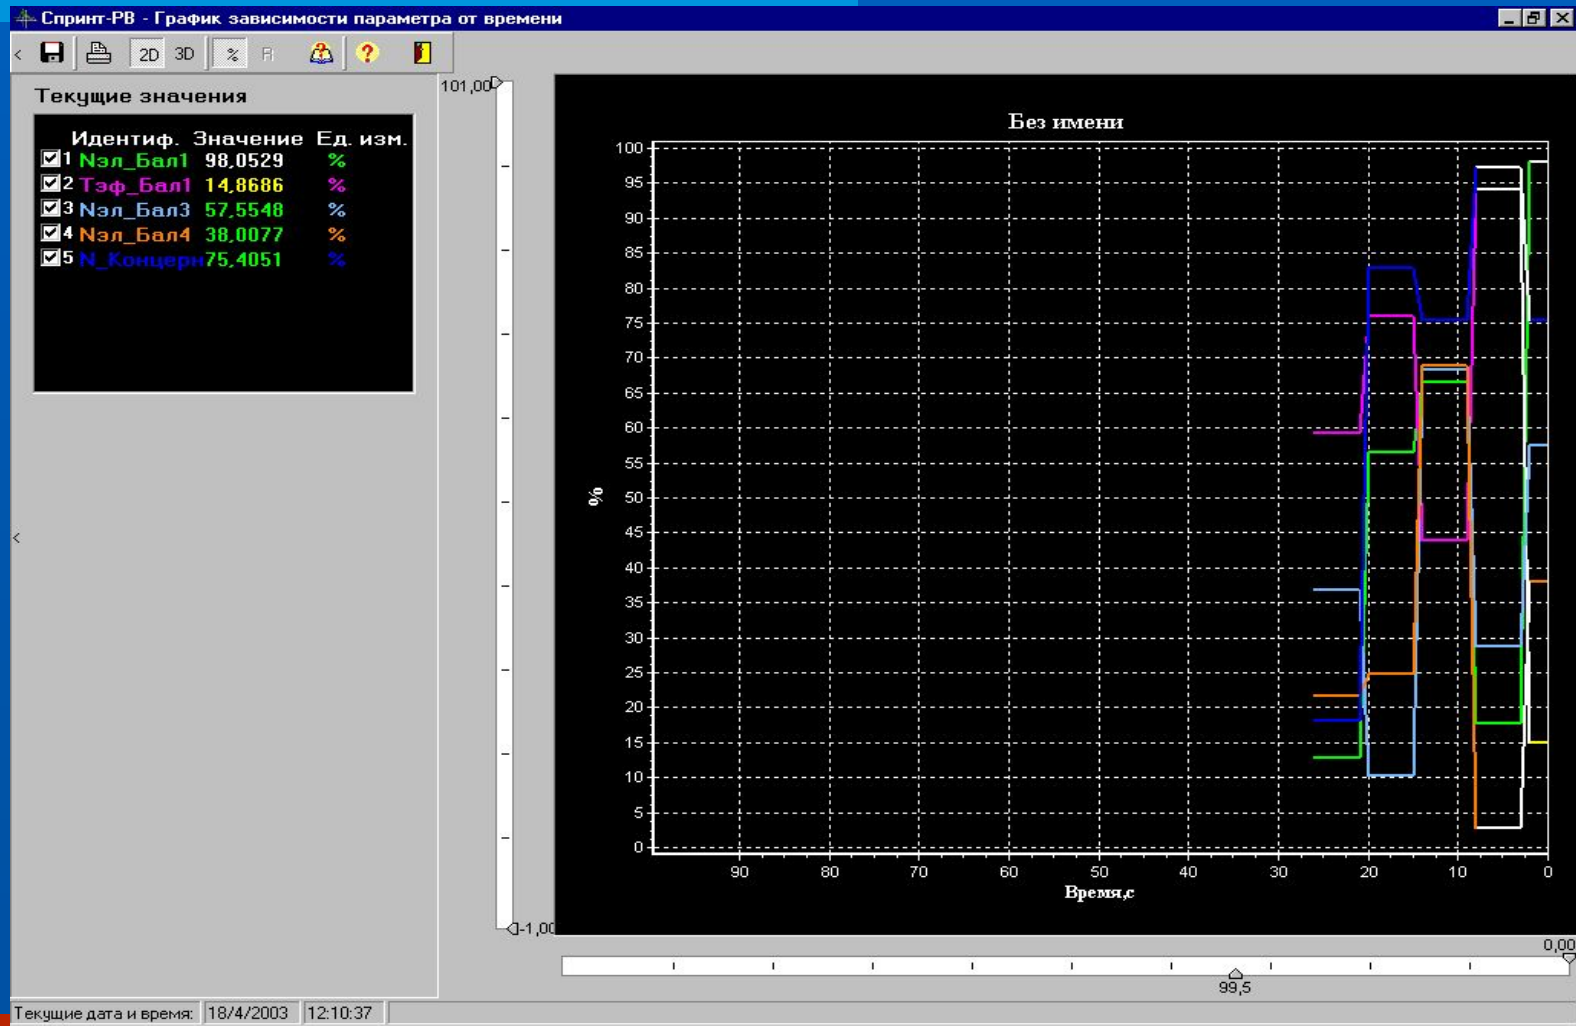 Спринт-РВ - График зависимости параметра от времени
< 2D 3D % R ?
Текущие значения
Идентиф. Значение Ед. изм.
1 Nэл_Бал1 98,0529 %
2 Тэф_Бал1 14,8686 %
3 Nэл_Бал3 57,5548 %
4 Nэл_Бал4 38,0077 %
5 N_Концерн 75,4051 %
<
101,00
-1,00
Без имени
100
95
90
85
80
75
70
65
60
55
50
45
40
35
30
25
20
15
10
5
0
%
90 80 70 60 50 40 30 20 10 0
Время,с
0,00
99,5
Текущие дата и время: 18/4/2003 12:10:37